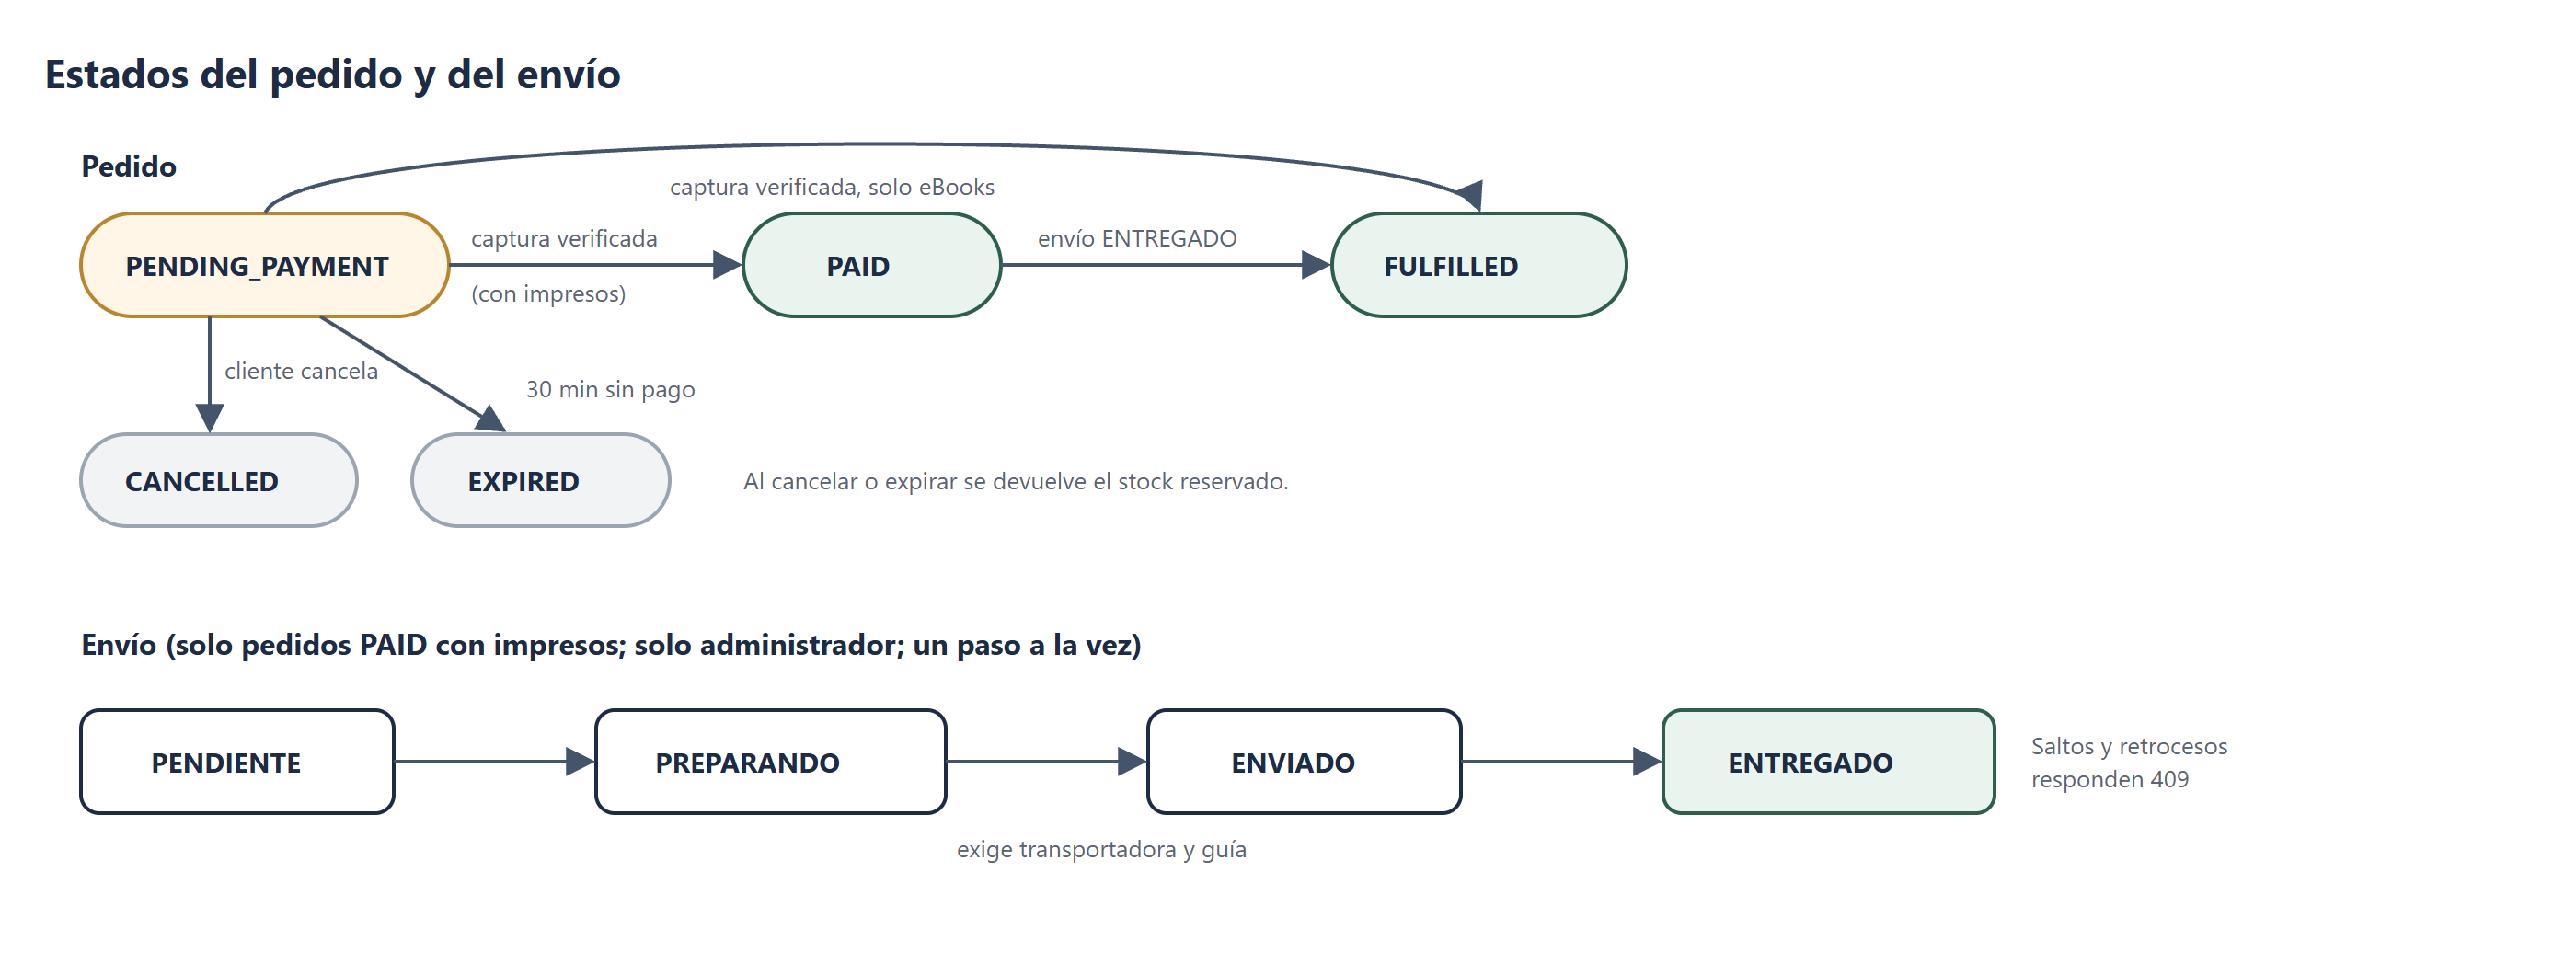 Estados del pedido y del envío
Pedido
captura verificada, solo eBooks
PENDING_PAYMENT
captura verificada
(con impresos)
PAID
envío ENTREGADO
FULFILLED
cliente cancela
30 min sin pago
CANCELLED
EXPIRED
Al cancelar o expirar se devuelve el stock reservado.
Envío (solo pedidos PAID con impresos; solo administrador; un paso a la vez)
PENDIENTE
PREPARANDO
ENVIADO
ENTREGADO
Saltos y retrocesos
responden 409
exige transportadora y guía